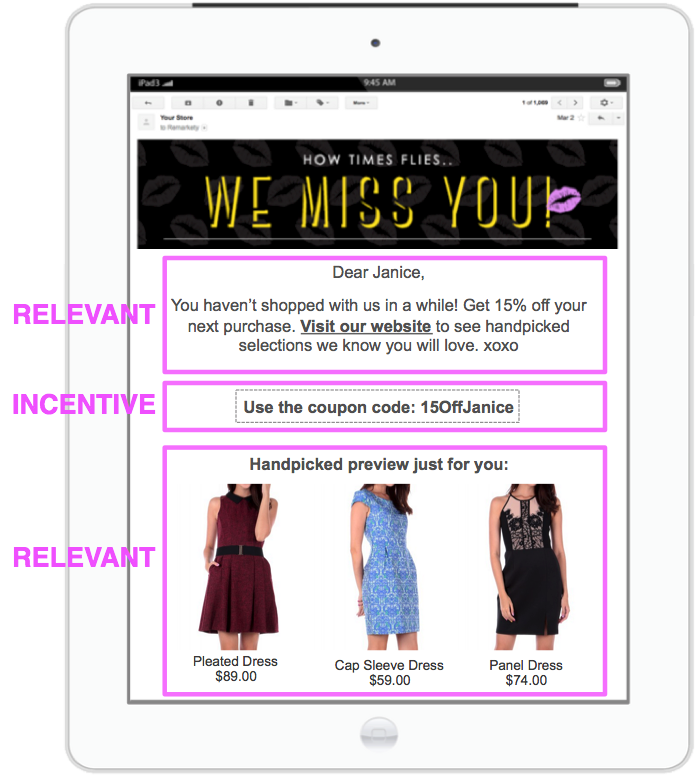 iPad3
9:45 AM
More
1 of 1,069
Your Store
Mar 2
to Remarkety
HOW TIMES FLIES..
WE MISS YOU!
RELEVANT
Dear Janice,
You haven’t shopped with us in a while! Get 15% off your
next purchase. Visit our website to see handpicked
selections we know you will love. xoxo
INCENTIVE
Use the coupon code: 15OffJanice
RELEVANT
Handpicked preview just for you:
Pleated Dress
$89.00
Cap Sleeve Dress
$59.00
Panel Dress
$74.00